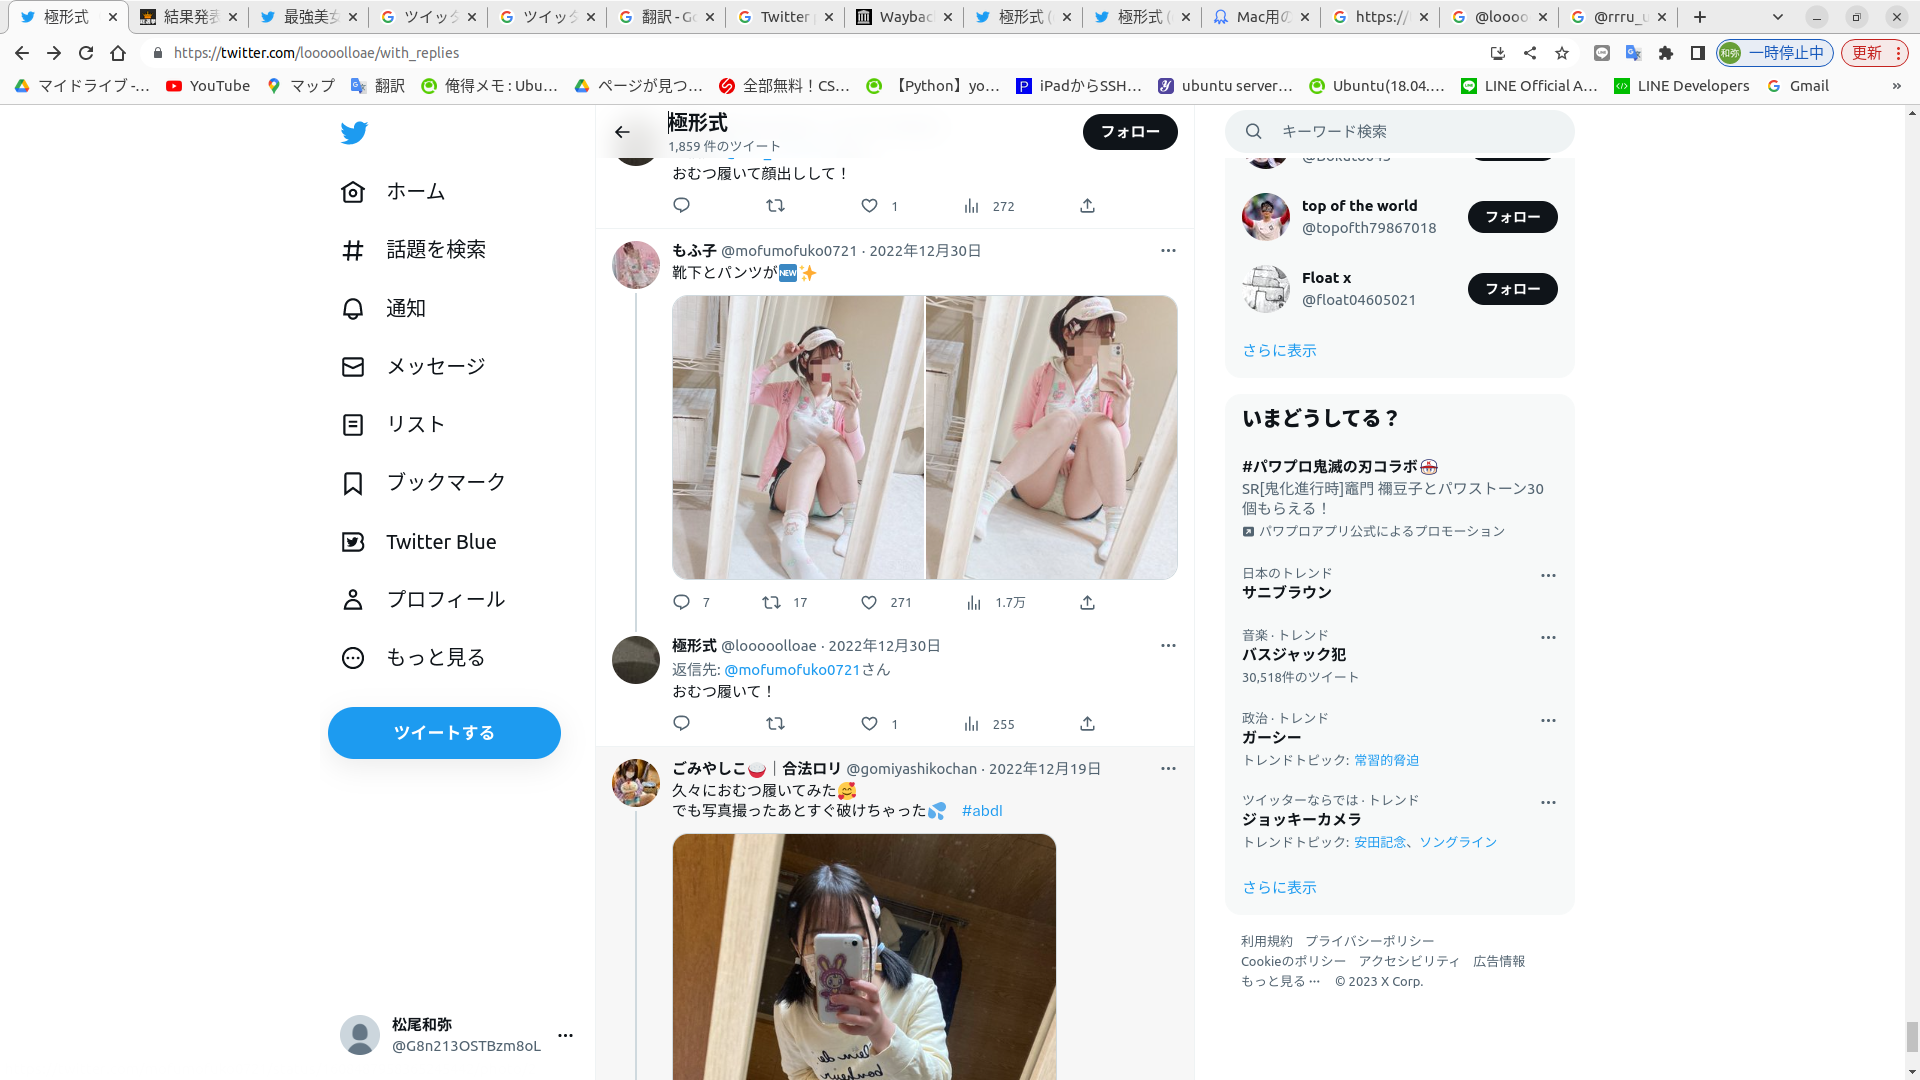 極形式
結果発表
最強美女
ツイッタ
ツイッタ
翻訳 - Go
Twitter
Wayback
極形式 (
極形式 (
Mac用の
https://
@loooo
@rrru_u
https://twitter.com/looooolloae/with_replies
和弥 一時停止中
更新
マイドライブ -...
YouTube
マップ
翻訳
俺得メモ : Ubu...
ページが見つ...
全部無料！CS...
【Python】yo...
iPadからSSH...
ubuntu server...
Ubuntu(18.04....
LINE Official A...
LINE Developers
Gmail
»
ホーム
話題を検索
通知
メッセージ
リスト
ブックマーク
Twitter Blue
プロフィール
もっと見る
ツイートする
松尾和弥
@G8n213OSTBzm8oL
極形式
1,859 件のツイート
フォロー
おむつ履いて顔出しして！
1
272
もふ子 @mofumofuko0721 · 2022年12月30日
靴下とパンツが🆕✨
7
17
271
1.7万
極形式 @looooolloae · 2022年12月30日
返信先: @mofumofuko0721さん
おむつ履いて！
1
255
ごみやしこ🍚｜合法ロリ @gomiyashikochan · 2022年12月19日
久々におむつ履いてみた🥰
でも写真撮ったあとすぐ破けちゃった💦 #abdl
キーワード検索
top of the world
@topofth79867018
フォロー
Float x
@float04605021
フォロー
さらに表示
いまどうしてる？
#パワプロ鬼滅の刃コラボ
SR[鬼化進行時]竈門 禰豆子とパワストーン30
個もらえる！
パワプロアプリ公式によるプロモーション
日本のトレンド
サニブラウン
音楽 · トレンド
バスジャック犯
30,518件のツイート
政治 · トレンド
ガーシー
トレンドトピック: 常習的脅迫
ツイッターならでは · トレンド
ジョッキーカメラ
トレンドトピック: 安田記念、ソングライン
さらに表示
利用規約 プライバシーポリシー
Cookieのポリシー アクセシビリティ 広告情報
もっと見る ··· © 2023 X Corp.